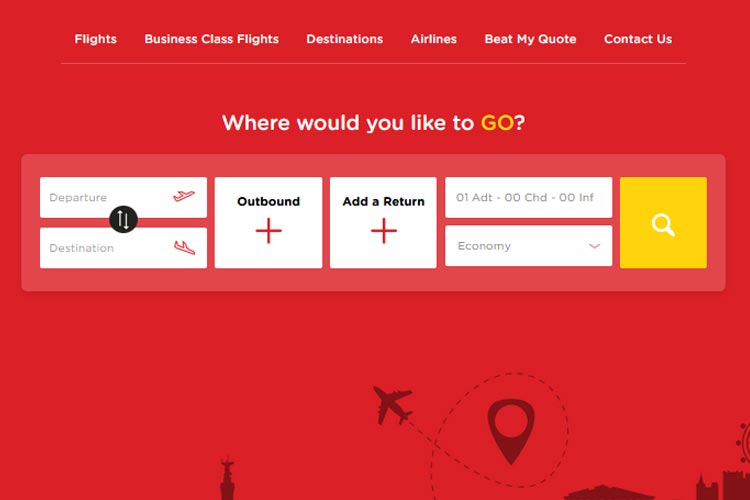 Flights Business Class Flights Destinations Airlines Beat My Quote Contact Us
Where would you like to GO?
Departure
Destination
Outbound
Add a Return
01 Adt - 00 Chd - 00 Inf
Economy